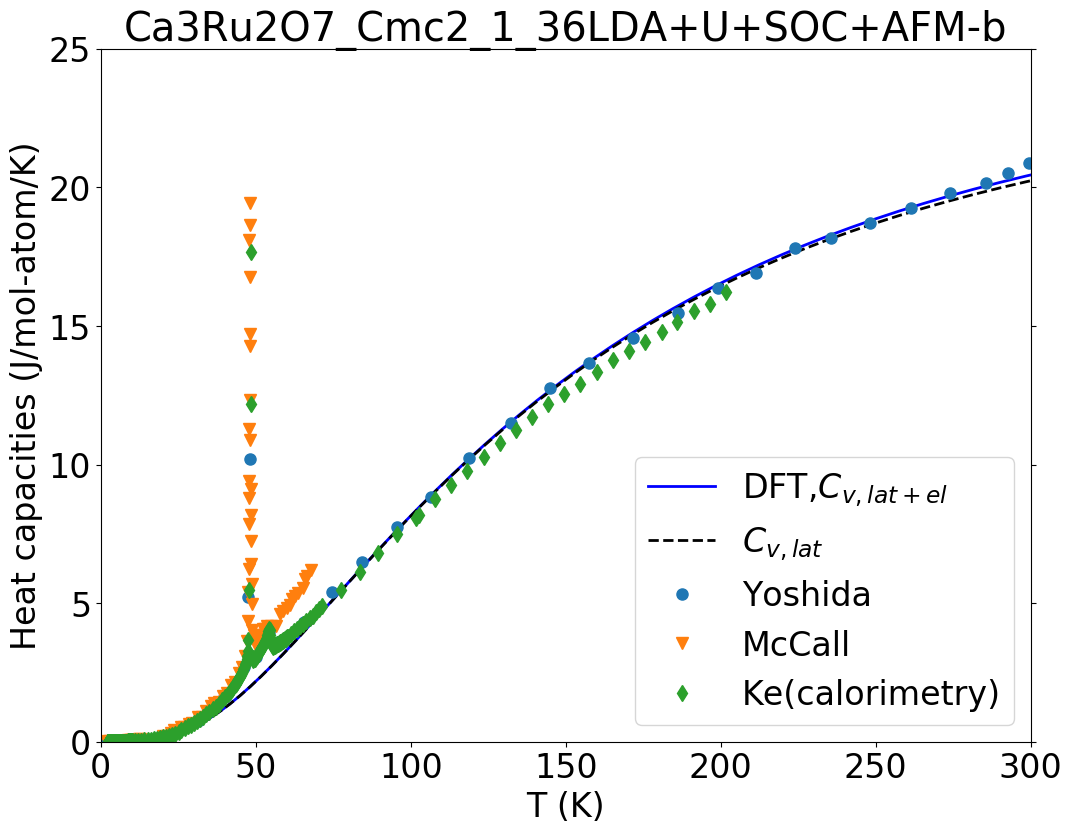 Ca3Ru2O7_Cmc2_1_36LDA+U+SOC+AFM-b
Heat capacities (J/mol-atom/K)
25
20
15
10
5
0
DFT,C_{v, lat+el}
C_{v, lat}
Yoshida
McCall
Ke(calorimetry)
0 50 100 150 200 250 300
T (K)